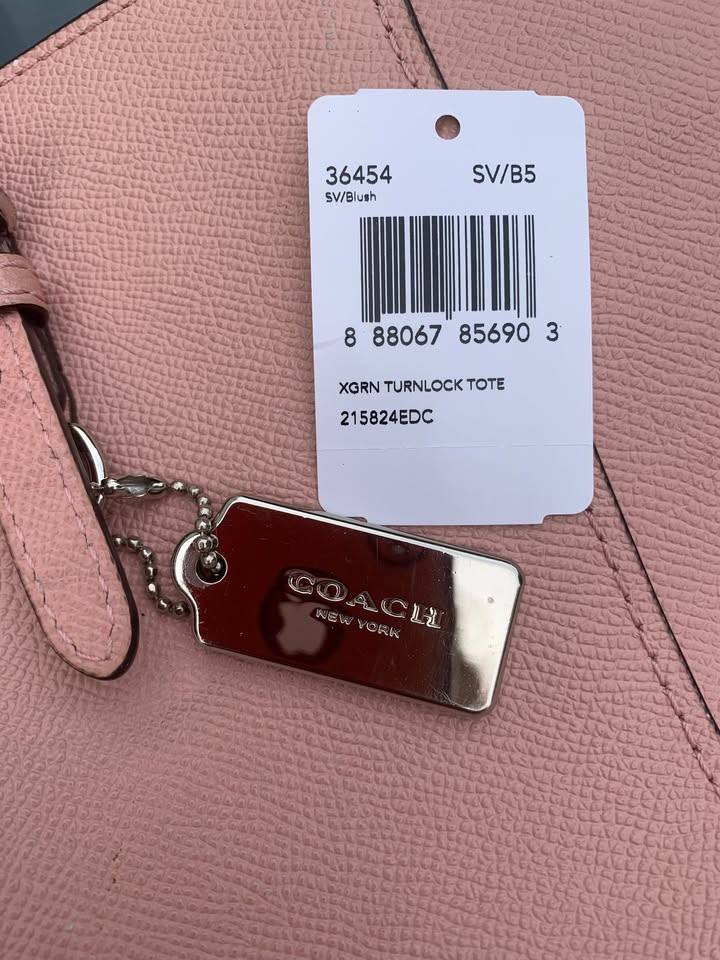 36454 SV/B5
SV/Blush
8 88067 85690 3
XGRN TURNLOCK TOTE
215824EDC
COACH
NEW YORK